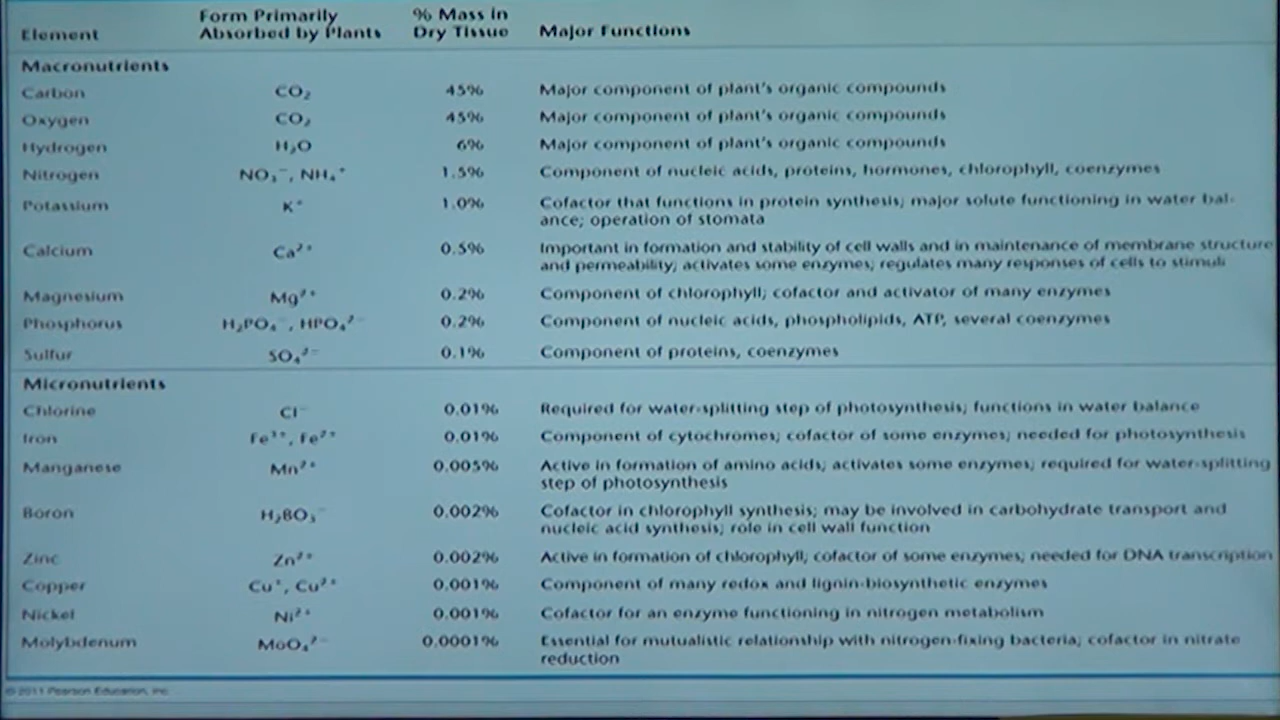 Element Form Primarily Absorbed by Plants % Mass in Dry Tissue Major Functions
Macronutrients
Carbon CO₂ 45% Major component of plant's organic compounds
Oxygen CO₂ 45% Major component of plant's organic compounds
Hydrogen H₂O 6% Major component of plant's organic compounds
Nitrogen NO₃⁻, NH₄⁺ 1.5% Component of nucleic acids, proteins, hormones, chlorophyll, coenzymes
Potassium K⁺ 1.0% Cofactor that functions in protein synthesis; major solute functioning in water bal-
ance; operation of stomata
Calcium Ca²⁺ 0.5% Important in formation and stability of cell walls and in maintenance of membrane structure
and permeability; activates some enzymes; regulates many responses of cells to stimuli
Magnesium Mg²⁺ 0.2% Component of chlorophyll; cofactor and activator of many enzymes
Phosphorus H₂PO₄⁻, HPO₄²⁻ 0.2% Component of nucleic acids, phospholipids, ATP, several coenzymes
Sulfur SO₄²⁻ 0.1% Component of proteins, coenzymes
Micronutrients
Chlorine Cl⁻ 0.01% Required for water-splitting step of photosynthesis; functions in water balance
Iron Fe³⁺, Fe²⁺ 0.01% Component of cytochromes; cofactor of some enzymes; needed for photosynthesis
Manganese Mn²⁺ 0.005% Active in formation of amino acids; activates some enzymes; required for water-splitting
step of photosynthesis
Boron H₂BO₃⁻ 0.002% Cofactor in chlorophyll synthesis; may be involved in carbohydrate transport and
nucleic acid synthesis; role in cell wall function
Zinc Zn²⁺ 0.002% Active in formation of chlorophyll; cofactor of some enzymes; needed for DNA transcription
Copper Cu⁺, Cu²⁺ 0.001% Component of many redox and lignin-biosynthetic enzymes
Nickel Ni²⁺ 0.001% Cofactor for an enzyme functioning in nitrogen metabolism
Molybdenum MoO₄²⁻ 0.0001% Essential for mutualistic relationship with nitrogen-fixing bacteria; cofactor in nitrate
reduction
© 2011 Pearson Education, Inc.